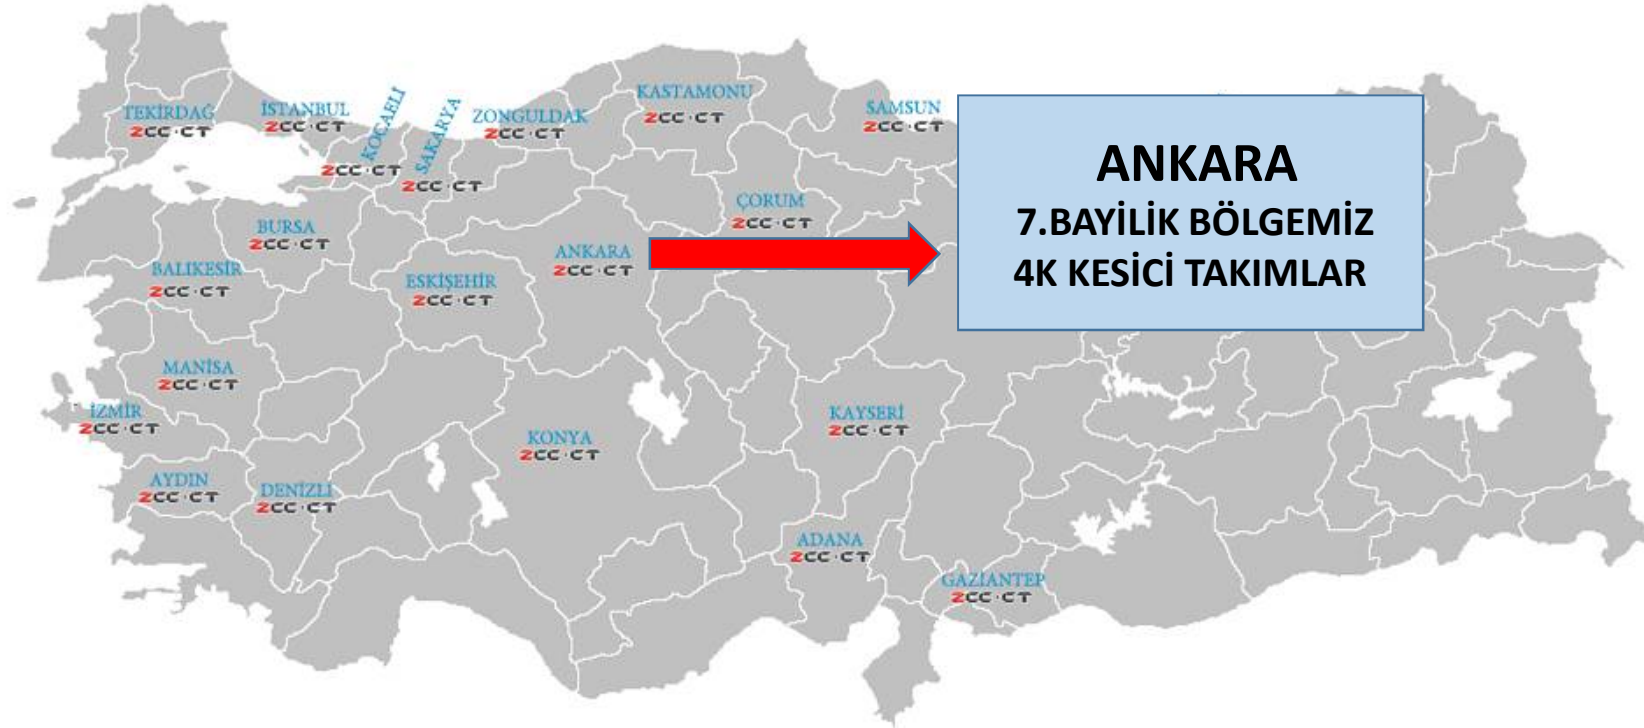 TEKİRDAĞ
ZCC·CT
İSTANBUL
ZCC·CT
KOCAELİ
ZCC·CT
SAKARYA
ZCC·CT
ZONGULDAK
ZCC·CT
KASTAMONU
ZCC·CT
SAMSUN
ZCC·CT
ÇORUM
ZCC·CT
BURSA
ZCC·CT
BALIKESİR
ZCC·CT
ESKİŞEHİR
ZCC·CT
ANKARA
ZCC·CT
ANKARA
7.BAYİLİK BÖLGEMİZ
4K KESİCİ TAKIMLAR
MANİSA
ZCC·CT
İZMİR
ZCC·CT
AYDIN
ZCC·CT
DENİZLİ
ZCC·CT
KONYA
ZCC·CT
KAYSERİ
ZCC·CT
ADANA
ZCC·CT
GAZİANTEP
ZCC·CT